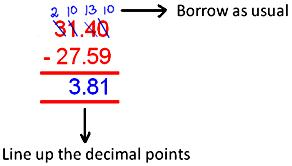 2 10 13 10 Borrow as usual
31.40
- 27.59
3.81
Line up the decimal points